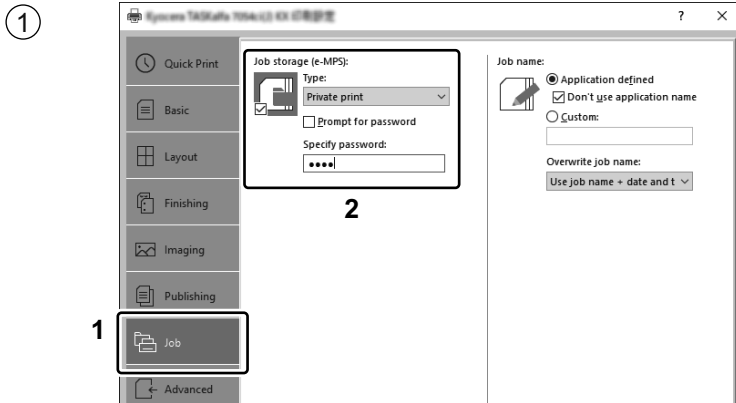 1
?
Quick Print
Basic
Layout
Finishing
Imaging
Publishing
1
Job
Advanced
Job storage (e-MPS):
Type:
Private print
Prompt for password
Specify password:
••••
2
Job name:
Application defined
Don't use application name
Custom:
Overwrite job name:
Use job name + date and t